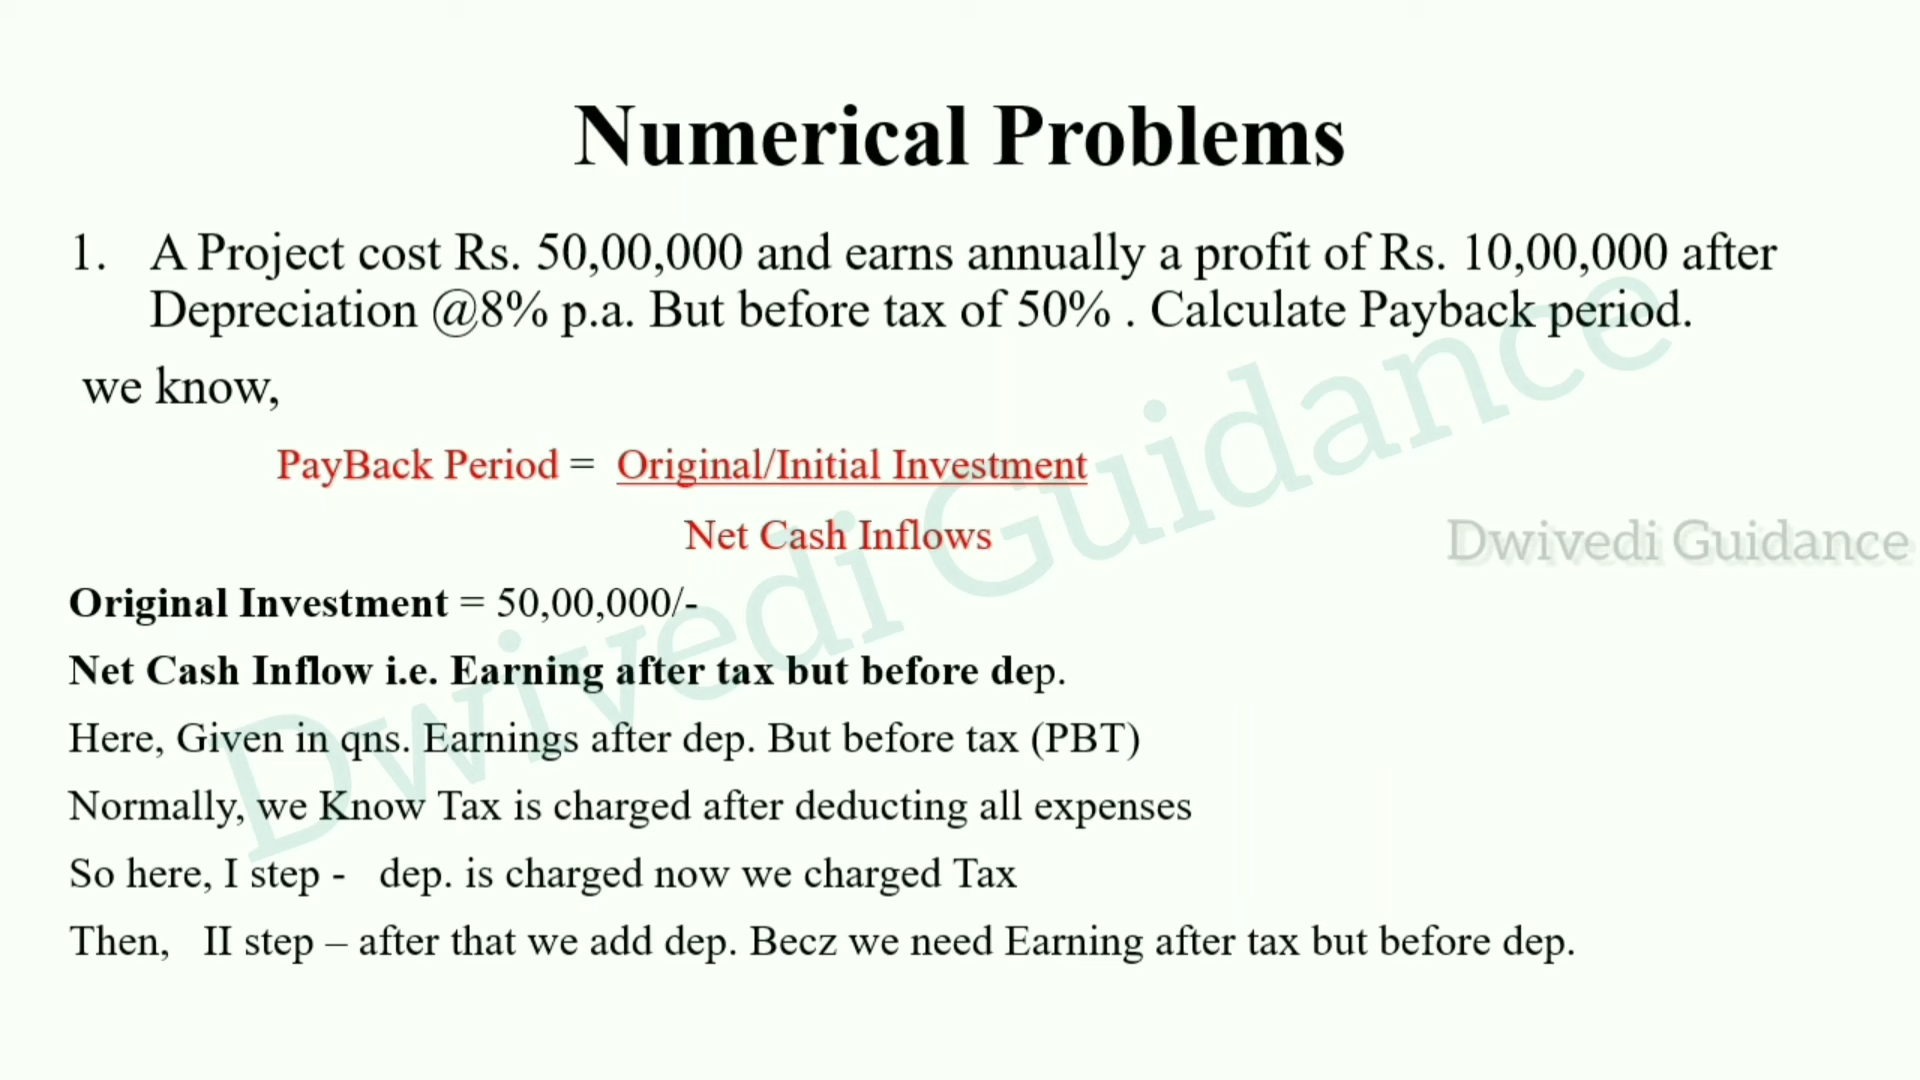 Numerical Problems
1. A Project cost Rs. 50,00,000 and earns annually a profit of Rs. 10,00,000 after
Depreciation @8% p.a. But before tax of 50% . Calculate Payback period.
we know,
PayBack Period = Original/Initial Investment
Net Cash Inflows
Dwivedi Guidance
Original Investment = 50,00,000/-
Net Cash Inflow i.e. Earning after tax but before dep.
Here, Given in qns. Earnings after dep. But before tax (PBT)
Normally, we Know Tax is charged after deducting all expenses
So here, I step - dep. is charged now we charged Tax
Then, II step – after that we add dep. Becz we need Earning after tax but before dep.
Dwivedi Guidance